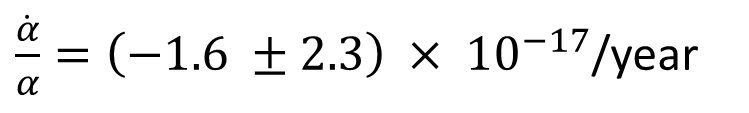 α̇/α = (−1.6 ± 2.3) × 10⁻¹⁷/year